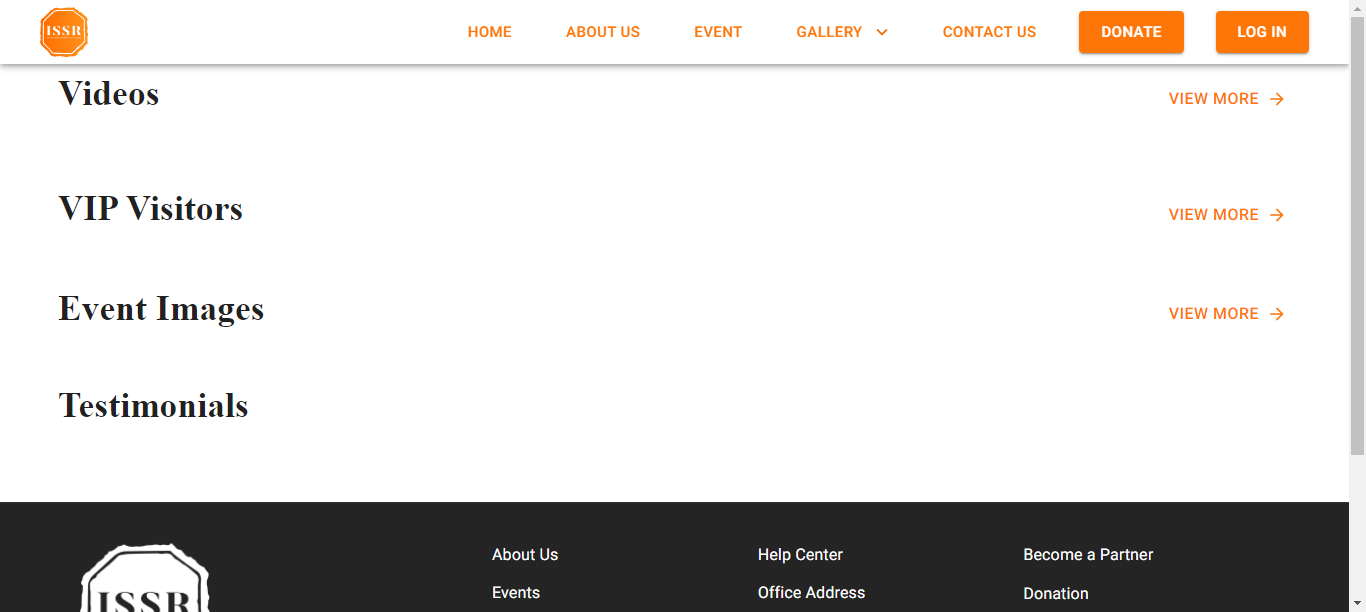 ISSR
HOME ABOUT US EVENT GALLERY CONTACT US DONATE LOG IN
Videos
VIEW MORE
VIP Visitors
VIEW MORE
Event Images
VIEW MORE
Testimonials
ISSR
About Us
Help Center
Become a Partner
Events
Office Address
Donation